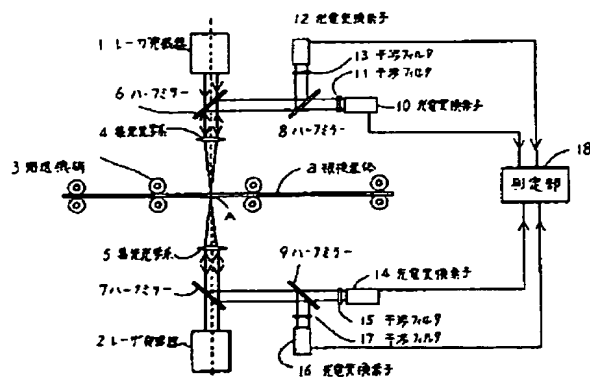 12 光電変換素子
1 レーザ発振器
13 干渉フィルタ
11 干渉フィルタ
6 ハーフミラー
10 光電変換素子
4 集光光学系
8 ハーフミラー
18
3 搬送機構
a 被検査体
判定部
A
9 ハーフミラー
5 集光光学系
14 光電変換素子
7 ハーフミラー
15 干渉フィルタ
17 干渉フィルタ
2 レーザ発振器
16 光電変換素子